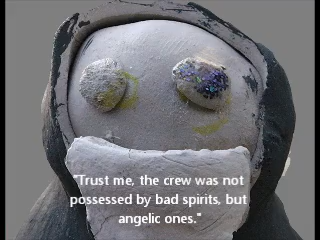 "Trust me, the crew was not
possessed by bad spirits, but
angelic ones."